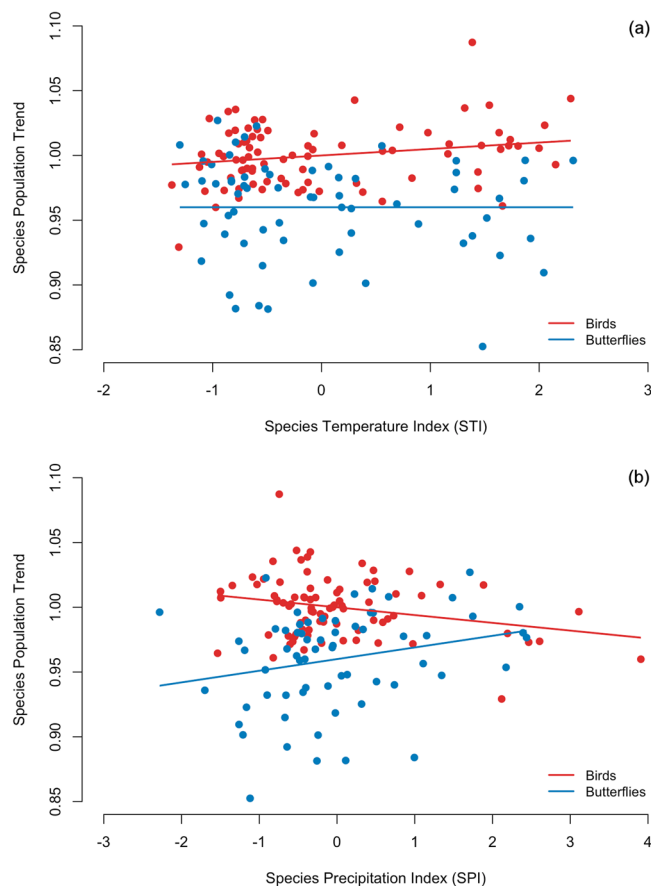 (a)
Species Population Trend
1.10
1.05
1.00
0.95
0.90
0.85
Birds
Butterflies
-2 -1 0 1 2 3
Species Temperature Index (STI)
(b)
Species Population Trend
1.10
1.05
1.00
0.95
0.90
0.85
Birds
Butterflies
-3 -2 -1 0 1 2 3 4
Species Precipitation Index (SPI)